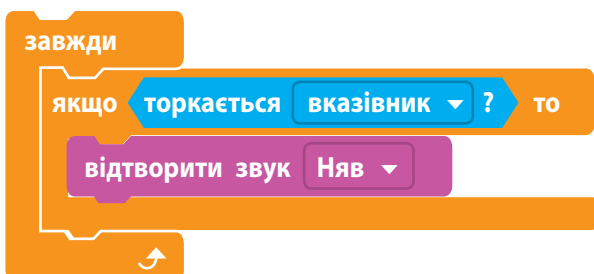 завжди
якщо торкається вказівник ? то
відтворити звук Няв